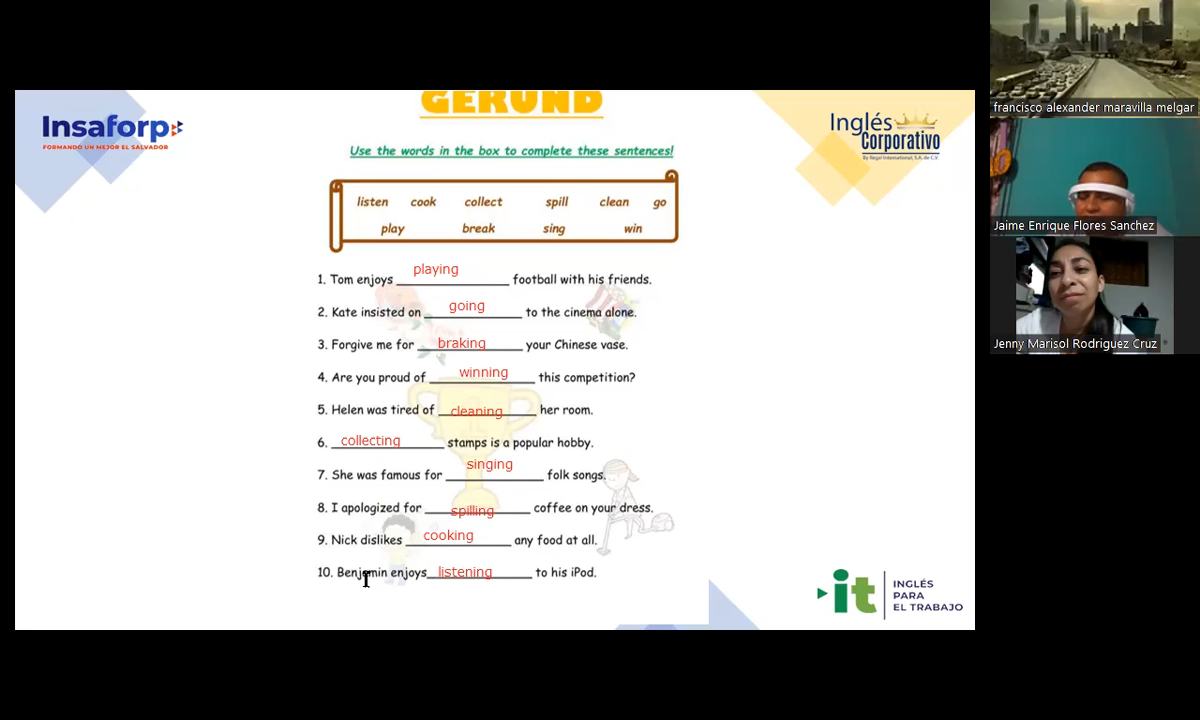 GERUND
Insaforp
FORMANDO UN MEJOR EL SALVADOR
Inglés
Corporativo
By Regal International, S.A. de C.V.
Use the words in the box to complete these sentences!
listen cook collect spill clean go
play break sing win
1. Tom enjoys playing football with his friends.
2. Kate insisted on going to the cinema alone.
3. Forgive me for braking your Chinese vase.
4. Are you proud of winning this competition?
5. Helen was tired of cleaning her room.
6. collecting stamps is a popular hobby.
7. She was famous for singing folk songs.
8. I apologized for spilling coffee on your dress.
9. Nick dislikes cooking any food at all.
10. Benjamin enjoys listening to his iPod.
it INGLÉS
PARA
EL TRABAJO
francisco alexander maravilla melgar
Jaime Enrique Flores Sanchez
Jenny Marisol Rodriguez Cruz